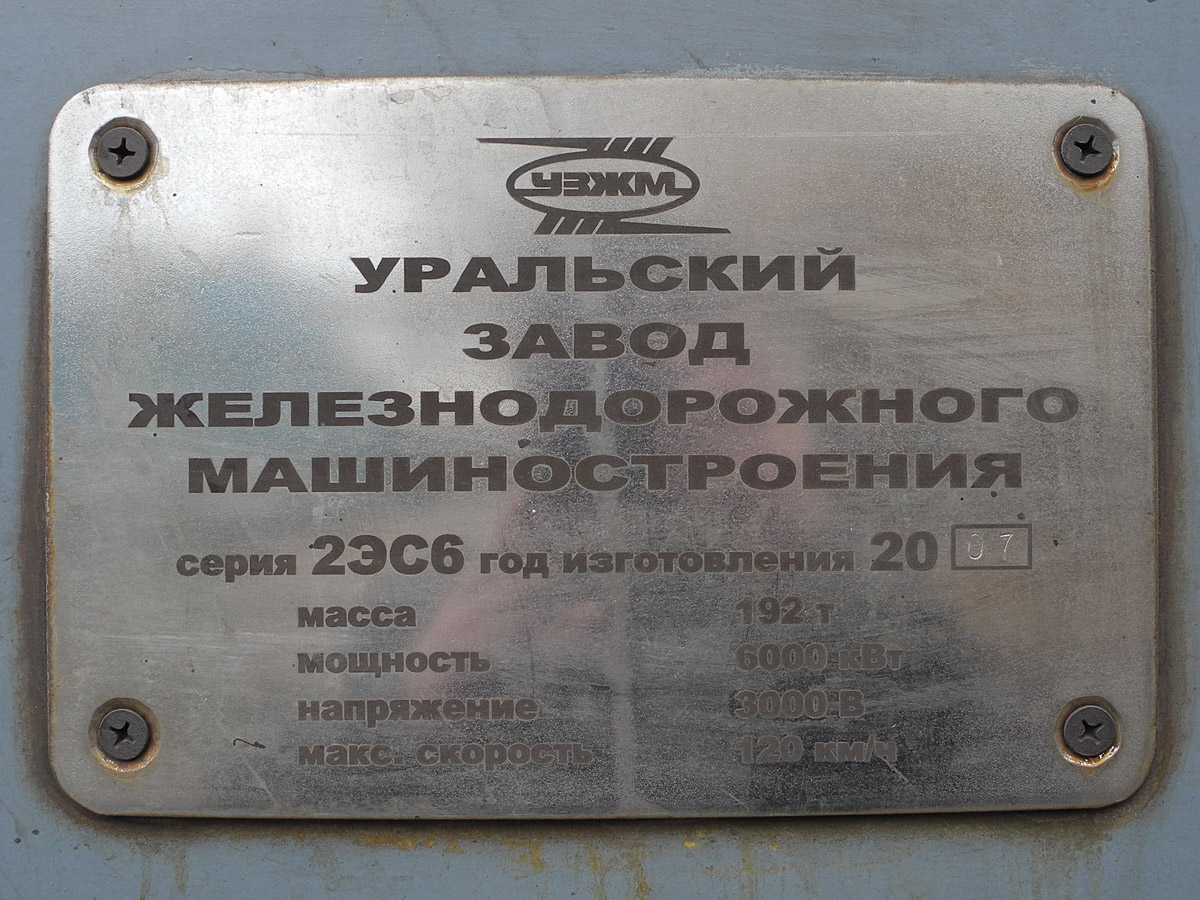 УЗЖМ
УРАЛЬСКИЙ
ЗАВОД
ЖЕЛЕЗНОДОРОЖНОГО
МАШИНОСТРОЕНИЯ
серия 2ЭС6 год изготовления 20 07
масса 192 т
мощность 6000 кВт
напряжение 3000 В
макс. скорость 120 км/ч